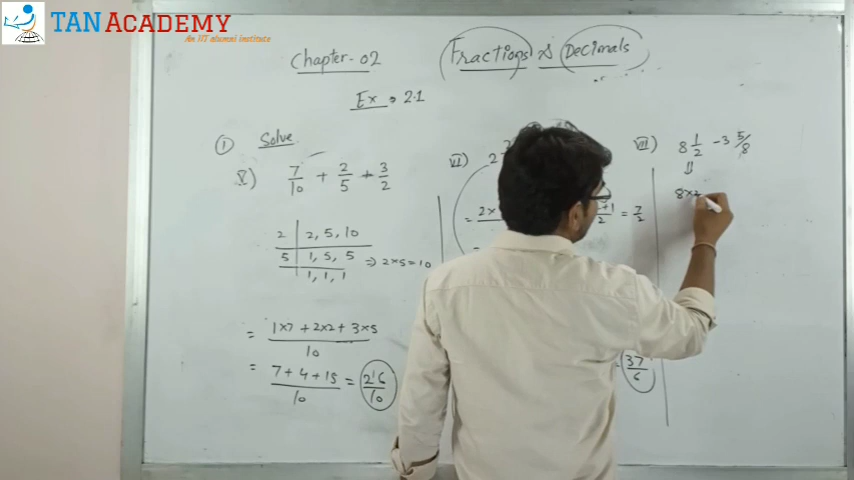 TAN ACADEMY
An IIT alumni institute
Chapter-02 Fractions & Decimals
Ex 2.1
① Solve
V) 7/10 + 2/5 + 3/2
2 | 2, 5, 10
5 | 1, 5, 5
1, 1, 1 ⇒ 2×5=10
= 1×7 + 2×2 + 3×5 / 10
= 7 + 4 + 15 / 10 = 26/10
VI) 2
= 2×
+1 / 2 = 7/2
= 37/6
VII) 8 1/2 - 3 5/8
⇓
8×2